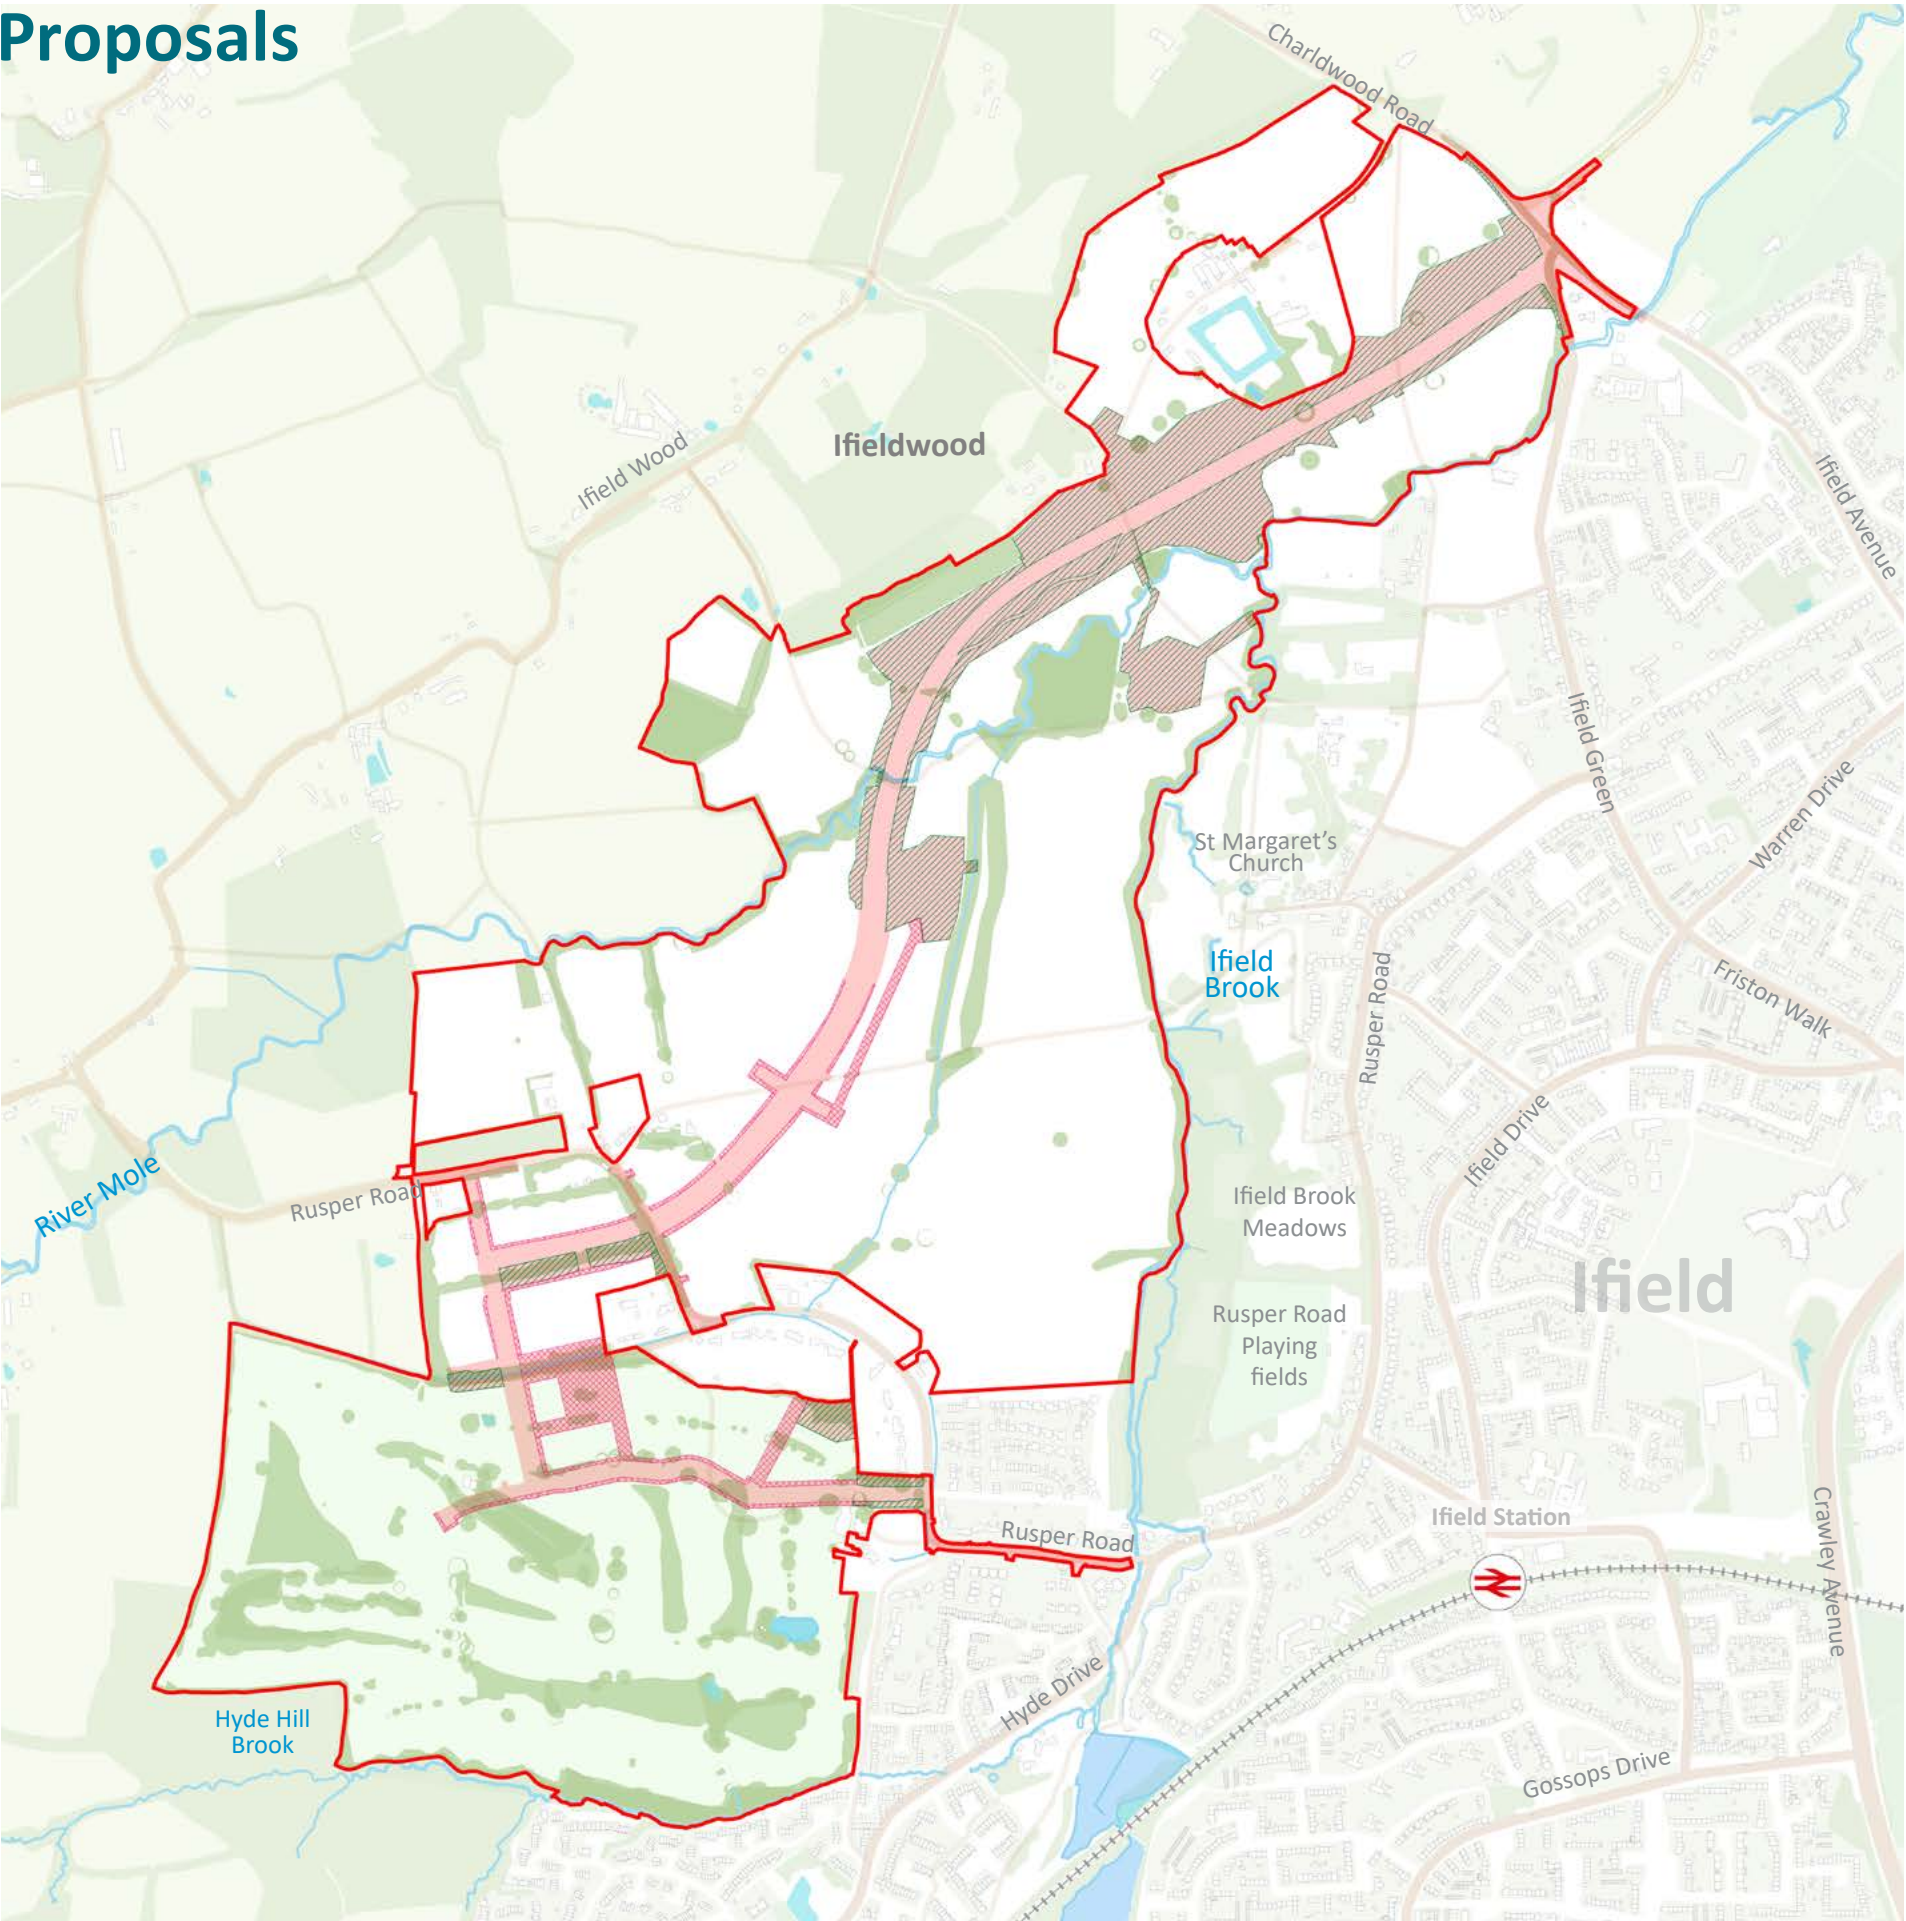 Proposals
Charldwood Road
Ifieldwood
Ifield Wood
Ifield Avenue
Ifield Green
Warren Drive
St Margaret's
Church
Ifield
Brook
Rusper Road
Friston Walk
Ifield Drive
River Mole
Rusper Road
Ifield Brook
Meadows
Ifield
Rusper Road
Playing
fields
Ifield Station
Crawley Avenue
Rusper Road
Hyde Drive
Hyde Hill
Brook
Gossops Drive